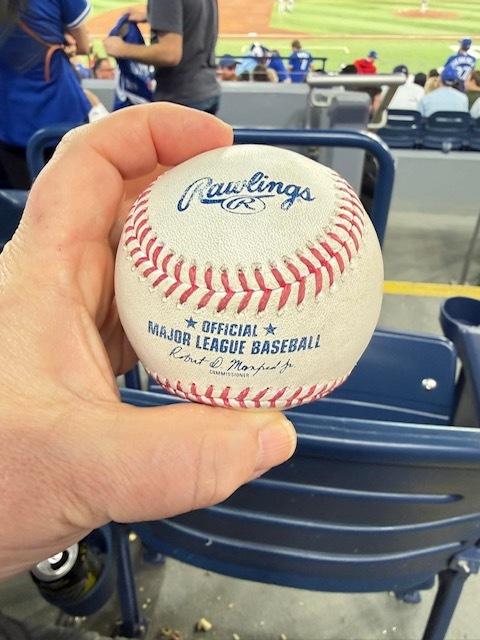 Rawlings
R
OFFICIAL
MAJOR LEAGUE BASEBALL
Robert D. Manfred Jr.
COMMISSIONER